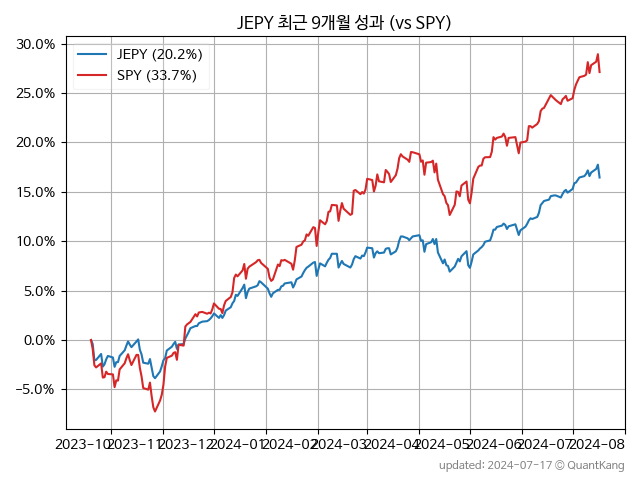 JEPY 최근 9개월 성과 (vs SPY)
JEPY (20.2%)
SPY (33.7%)
30.0%
25.0%
20.0%
15.0%
10.0%
5.0%
0.0%
−5.0%
2023-10 2023-11 2023-12 2024-01 2024-02 2024-03 2024-04 2024-05 2024-06 2024-07 2024-08
updated: 2024-07-17 © QuantKang